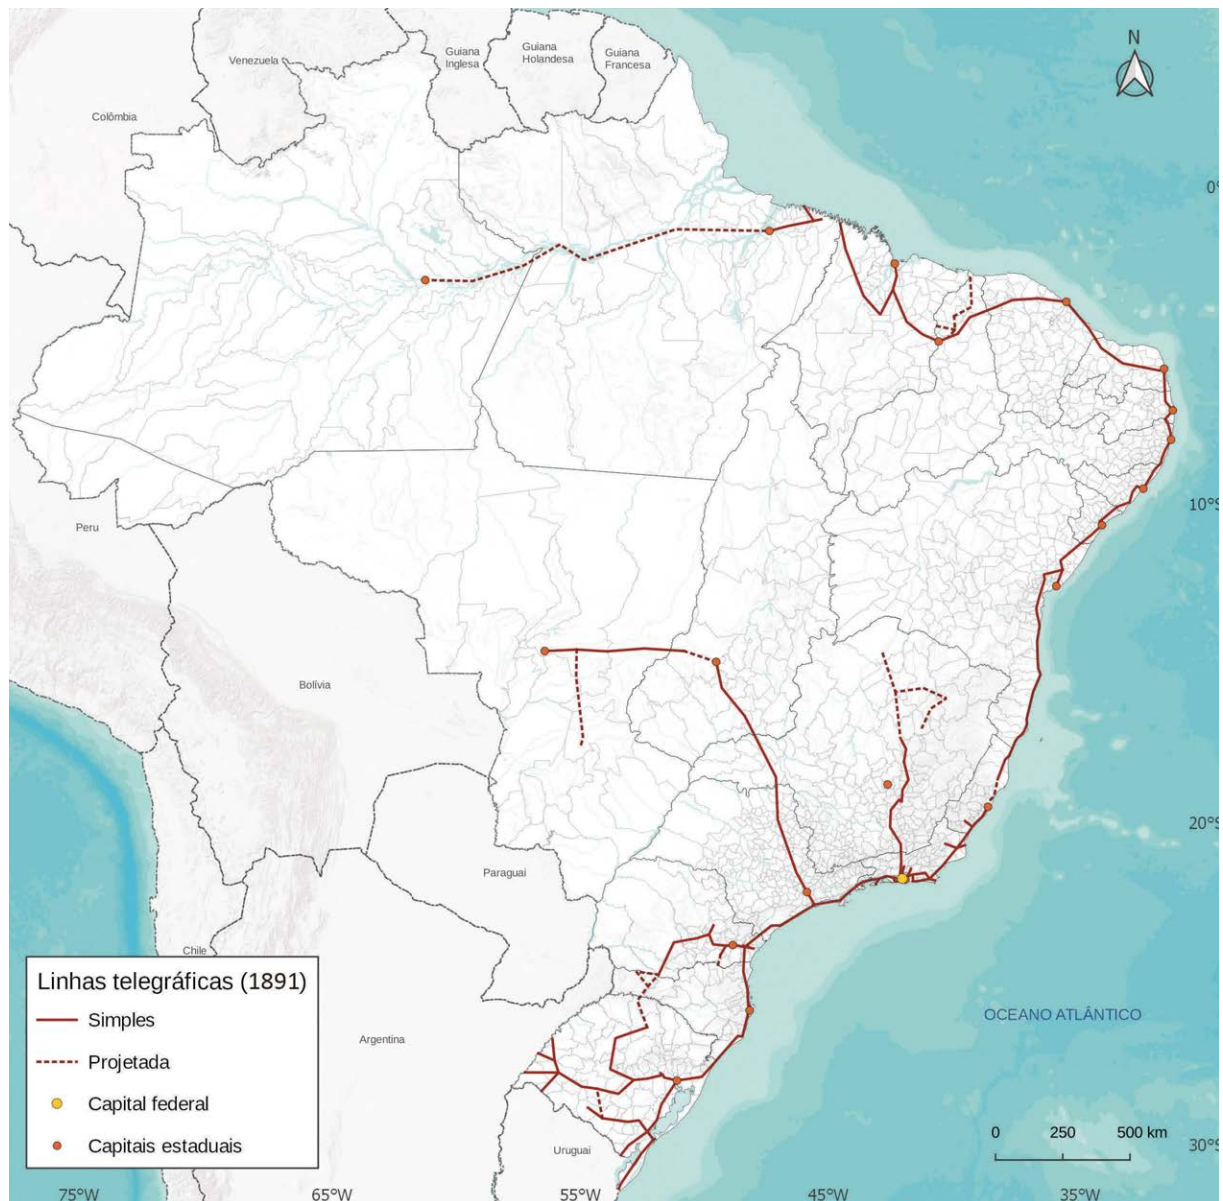 Guiana
Inglesa
Guiana
Holandesa
Guiana
Francesa
N
Venezuela
Colômbia
0°
Peru
10°S
Bolívia
20°S
Paraguai
Chile
Linhas telegráficas (1891)
Simples
Projetada
Capital federal
Capitais estaduais
Argentina
OCEANO ATLÂNTICO
Uruguai
0 250 500 km
30°S
75°W 65°W 55°W 45°W 35°W